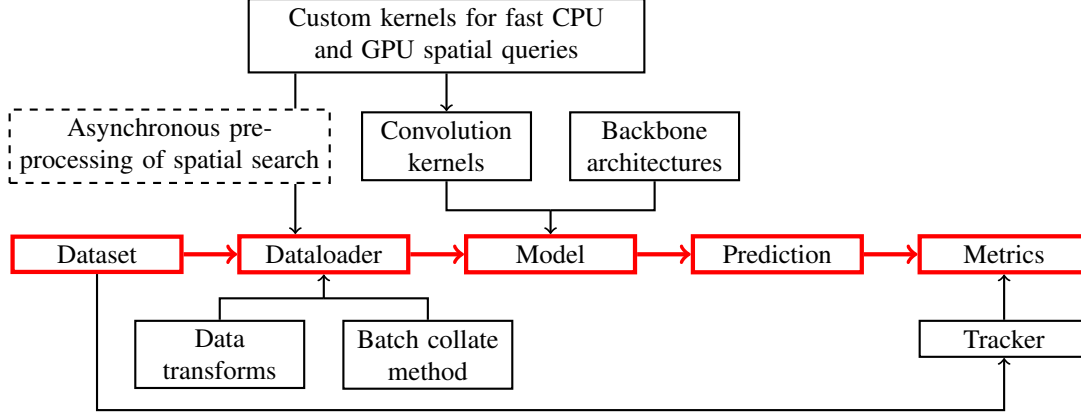 Custom kernels for fast CPU
and GPU spatial queries
Asynchronous pre-
processing of spatial search
Convolution
kernels
Backbone
architectures
Dataset
Dataloader
Model
Prediction
Metrics
Data
transforms
Batch collate
method
Tracker